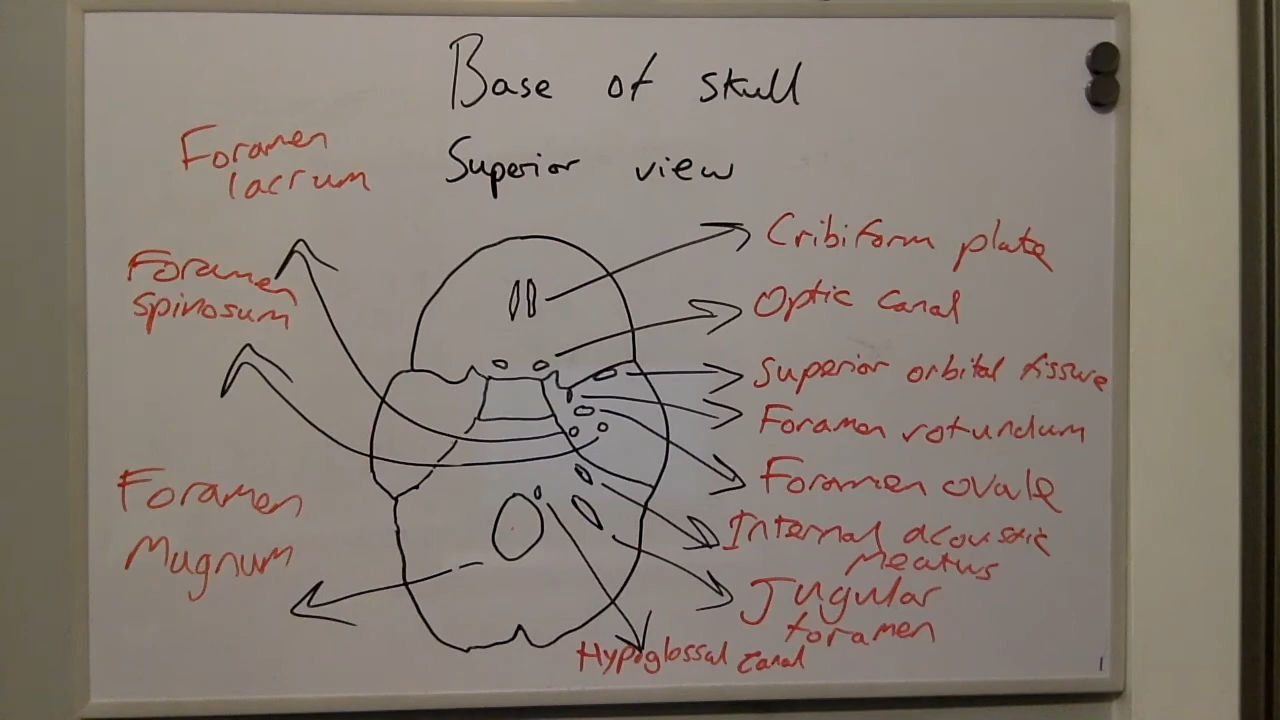 Base of skull
Superior view
Foramen
lacrum
Foramen
spinosum
Foramen
Mugnum
Cribiform plate
Optic canal
Superior orbital fissure
Foramen rotundum
Foramen ovale
Internal acoustic
meatus
Jugular
foramen
Hypoglossal canal
1